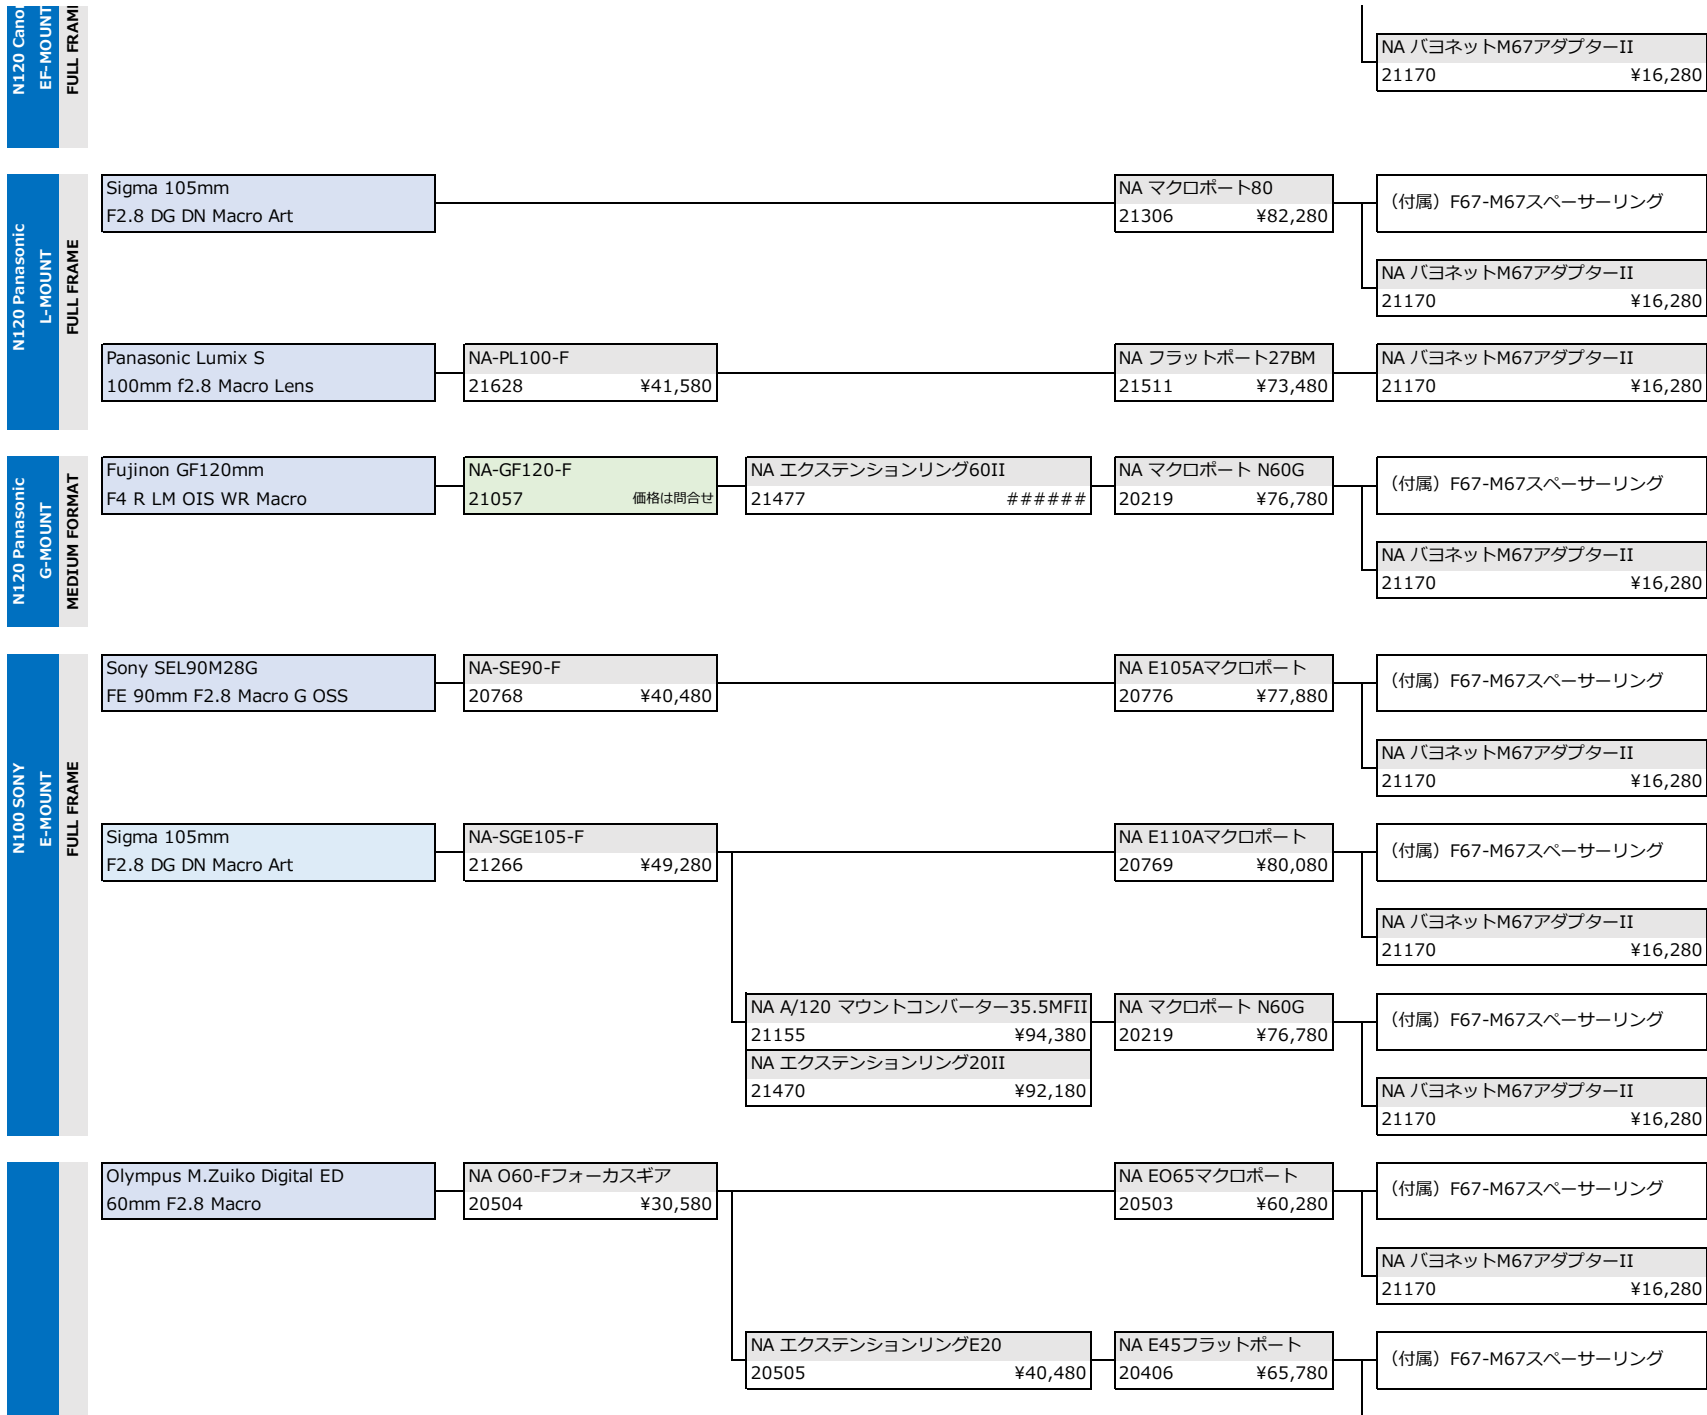 N120 Canon
EF-MOUNT
FULL FRAME
NA バヨネットM67アダプターII
21170 ¥16,280
N120 Panasonic
L-MOUNT
FULL FRAME
Sigma 105mm
F2.8 DG DN Macro Art
NA マクロポート80
21306 ¥82,280
（付属）F67-M67スペーサーリング
NA バヨネットM67アダプターII
21170 ¥16,280
Panasonic Lumix S
100mm f2.8 Macro Lens
NA-PL100-F
21628 ¥41,580
NA フラットポート27BM
21511 ¥73,480
NA バヨネットM67アダプターII
21170 ¥16,280
N120 Panasonic
G-MOUNT
MEDIUM FORMAT
Fujinon GF120mm
F4 R LM OIS WR Macro
NA-GF120-F
21057 価格は問合せ
NA エクステンションリング60II
21477 ######
NA マクロポート N60G
20219 ¥76,780
（付属）F67-M67スペーサーリング
NA バヨネットM67アダプターII
21170 ¥16,280
N100 SONY
E-MOUNT
FULL FRAME
Sony SEL90M28G
FE 90mm F2.8 Macro G OSS
NA-SE90-F
20768 ¥40,480
NA E105Aマクロポート
20776 ¥77,880
（付属）F67-M67スペーサーリング
NA バヨネットM67アダプターII
21170 ¥16,280
Sigma 105mm
F2.8 DG DN Macro Art
NA-SGE105-F
21266 ¥49,280
NA E110Aマクロポート
20769 ¥80,080
（付属）F67-M67スペーサーリング
NA バヨネットM67アダプターII
21170 ¥16,280
NA A/120 マウントコンバーター35.5MFII
21155 ¥94,380
NA エクステンションリング20II
21470 ¥92,180
NA マクロポート N60G
20219 ¥76,780
（付属）F67-M67スペーサーリング
NA バヨネットM67アダプターII
21170 ¥16,280
Olympus M.Zuiko Digital ED
60mm F2.8 Macro
NA O60-Fフォーカスギア
20504 ¥30,580
NA EO65マクロポート
20503 ¥60,280
（付属）F67-M67スペーサーリング
NA バヨネットM67アダプターII
21170 ¥16,280
NA エクステンションリングE20
20505 ¥40,480
NA E45フラットポート
20406 ¥65,780
（付属）F67-M67スペーサーリング